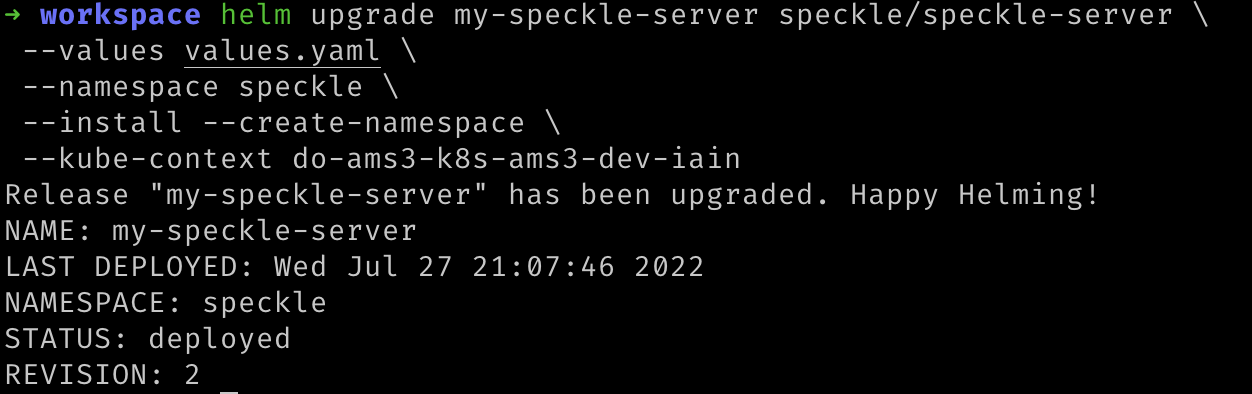 → workspace helm upgrade my-speckle-server speckle/speckle-server \
--values values.yaml \
--namespace speckle \
--install --create-namespace \
--kube-context do-ams3-k8s-ams3-dev-iain
Release "my-speckle-server" has been upgraded. Happy Helming!
NAME: my-speckle-server
LAST DEPLOYED: Wed Jul 27 21:07:46 2022
NAMESPACE: speckle
STATUS: deployed
REVISION: 2